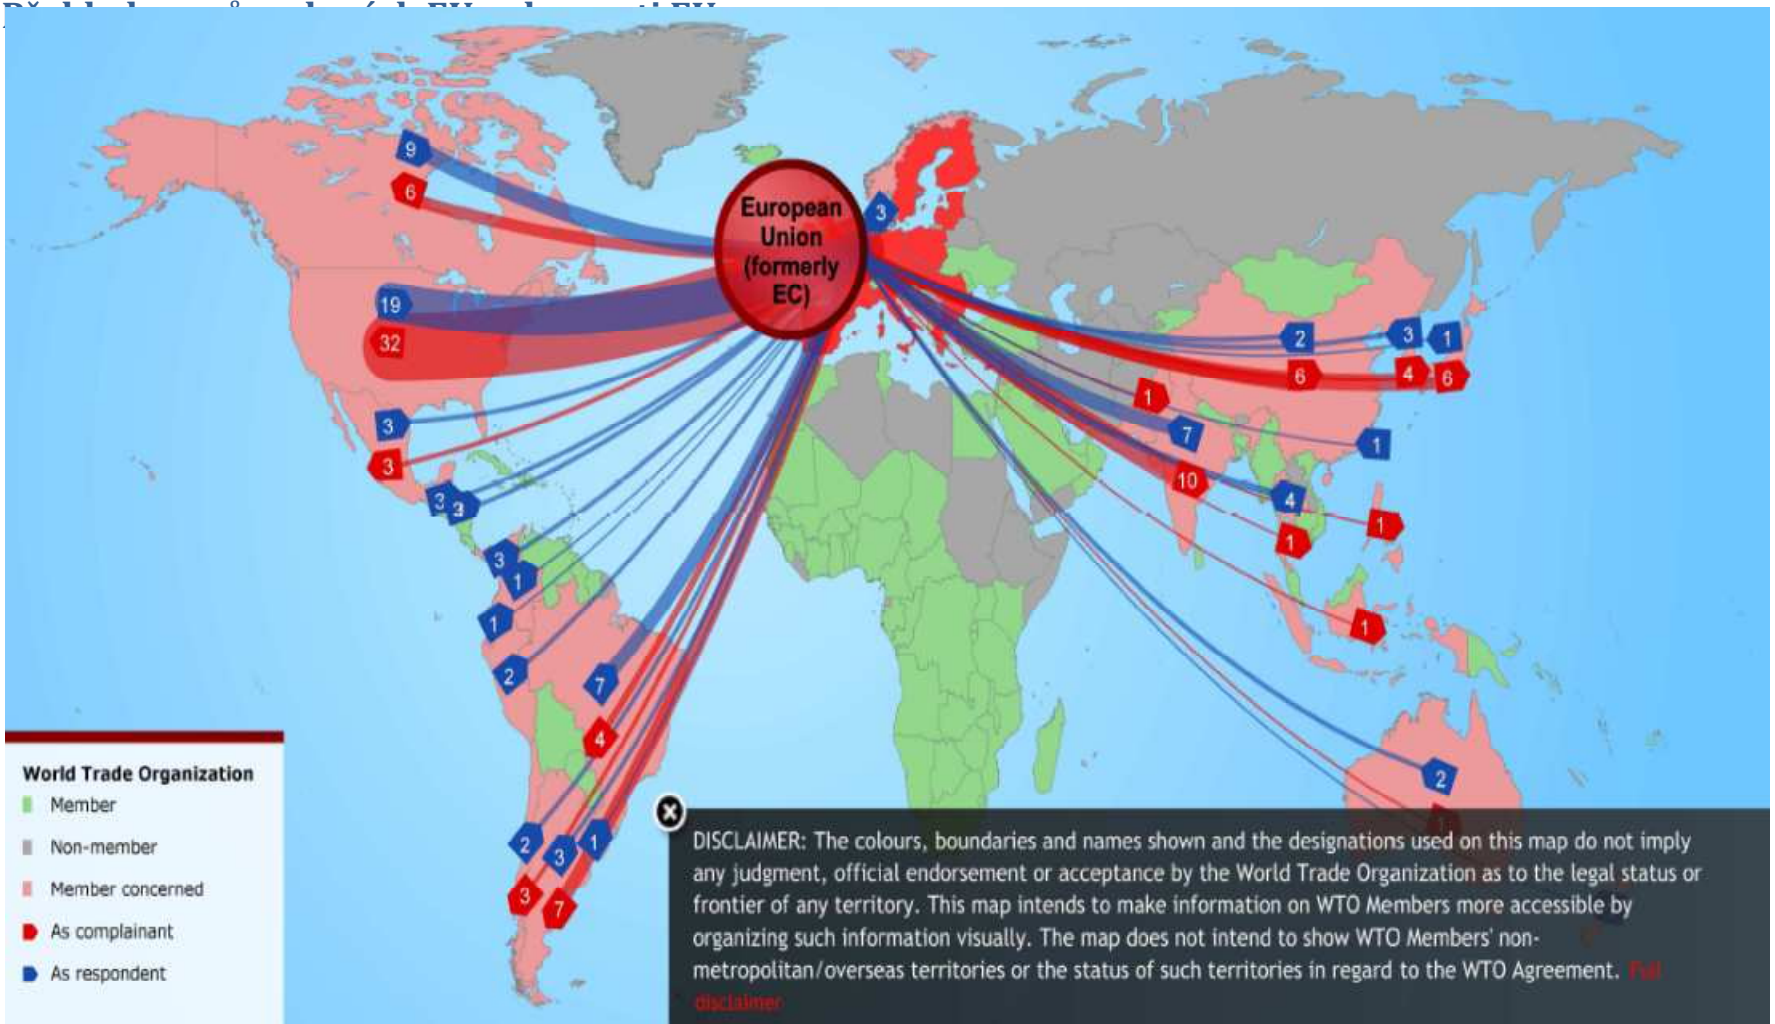 European
Union
(formerly
EC)
9
6
3
19
32
3
3
3
3
3
1
1
2
7
4
2
3
1
3
7
2
3
1
6
4
6
1
7
1
10
4
1
1
1
2
World Trade Organization
Member
Non-member
Member concerned
As complainant
As respondent
DISCLAIMER: The colours, boundaries and names shown and the designations used on this map do not imply
any judgment, official endorsement or acceptance by the World Trade Organization as to the legal status or
frontier of any territory. This map intends to make information on WTO Members more accessible by
organizing such information visually. The map does not intend to show WTO Members' non-
metropolitan/overseas territories or the status of such territories in regard to the WTO Agreement. Full
disclaimer